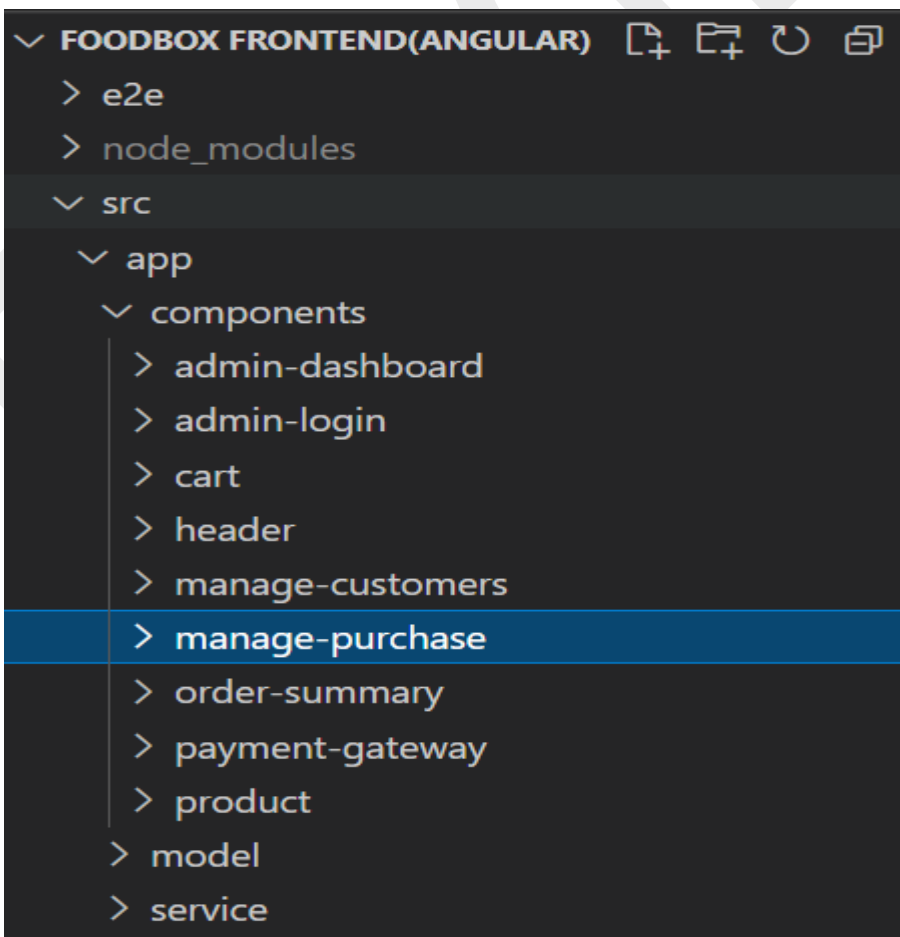 FOODBOX FRONTEND(ANGULAR)
e2e
node_modules
src
app
components
admin-dashboard
admin-login
cart
header
manage-customers
manage-purchase
order-summary
payment-gateway
product
model
service